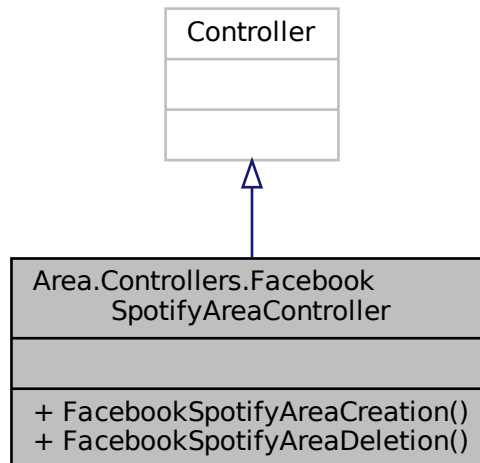 Controller
Area.Controllers.Facebook
SpotifyAreaController
+ FacebookSpotifyAreaCreation()
+ FacebookSpotifyAreaDeletion()